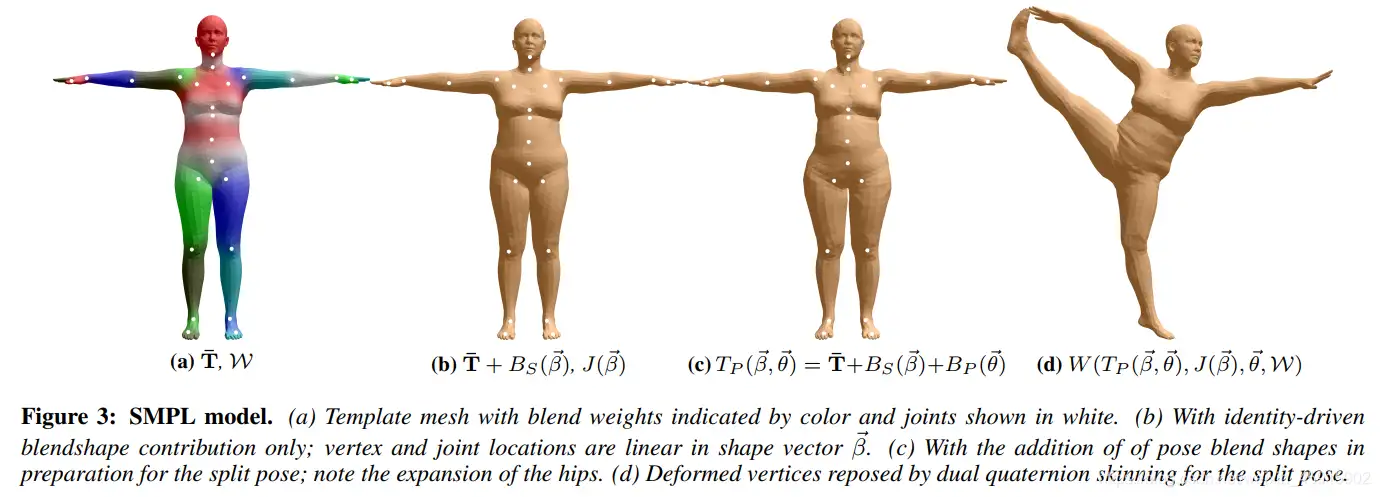 (a) T̄, 𝒲
(b) T̄ + B_S(β⃗), J(β⃗)
(c) T_P(β⃗, θ⃗) = T̄+B_S(β⃗)+B_P(θ⃗)
(d) W(T_P(β⃗, θ⃗), J(β⃗), θ⃗, 𝒲)
Figure 3: SMPL model. (a) Template mesh with blend weights indicated by color and joints shown in white. (b) With identity-driven
blendshape contribution only; vertex and joint locations are linear in shape vector β⃗. (c) With the addition of of pose blend shapes in
preparation for the split pose; note the expansion of the hips. (d) Deformed vertices reposed by dual quaternion skinning for the split pose.